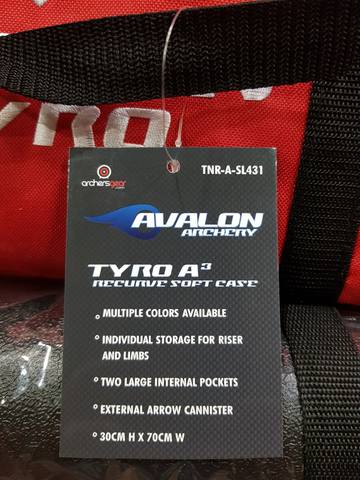 TYRO
TNR-A-SL431
archersgear
AVALON
ARCHERY
TYRO A³
RECURVE SOFT CASE
° MULTIPLE COLORS AVAILABLE
° INDIVIDUAL STORAGE FOR RISER
AND LIMBS
° TWO LARGE INTERNAL POCKETS
° EXTERNAL ARROW CANNISTER
° 30CM H X 70CM W